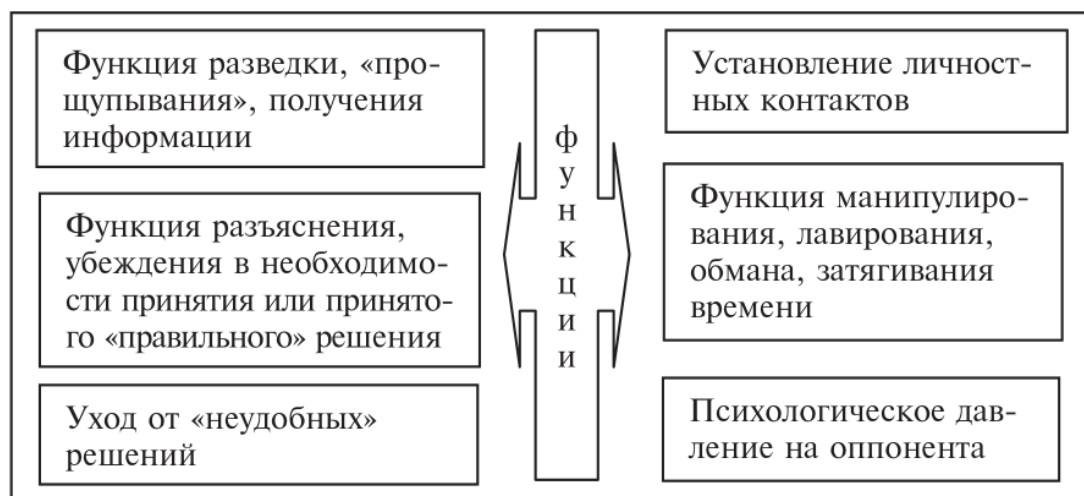 Функция разведки, «про-
щупывания», получения
информации
Функция разъяснения,
убеждения в необходимо-
сти принятия или принято-
го «правильного» решения
Уход от «неудобных»
решений
функции
Установление личност-
ных контактов
Функция манипулиро-
вания, лавирования,
обмана, затягивания
времени
Психологическое дав-
ление на оппонента